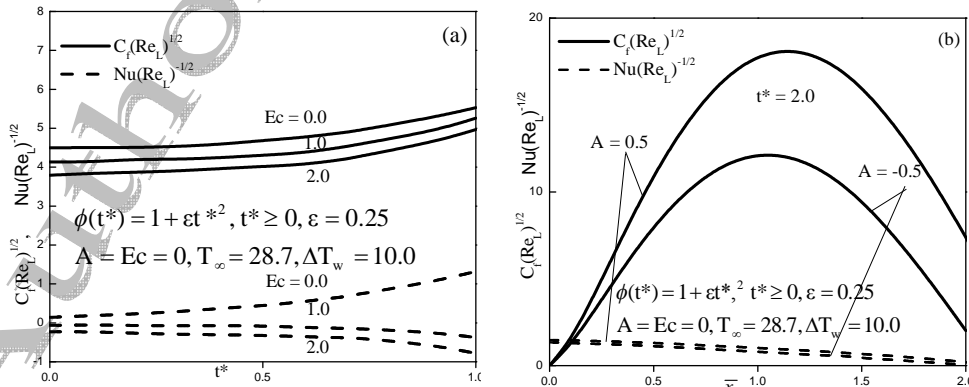 (a)
C_f(Re_L)^1/2
Nu(Re_L)^-1/2
Ec = 0.0
1.0
2.0
ϕ(t*) = 1 + εt*², t* ≥ 0, ε = 0.25
A = Ec = 0, T_∞ = 28.7, ΔT_w = 10.0
Ec = 0.0
1.0
2.0
C_f(Re_L)^1/2, Nu(Re_L)^-1/2
8
7
6
5
4
3
2
1
0
-1
0.0
0.5
1.0
t*
(b)
C_f(Re_L)^1/2
Nu(Re_L)^-1/2
t* = 2.0
A = 0.5
A = -0.5
ϕ(t*) = 1 + εt*,² t* ≥ 0, ε = 0.25
A = Ec = 0, T_∞ = 28.7, ΔT_w = 10.0
C_f(Re_L)^1/2 Nu(Re_L)^-1/2
20
10
0
0.0
0.5
1.0
1.5
2.0